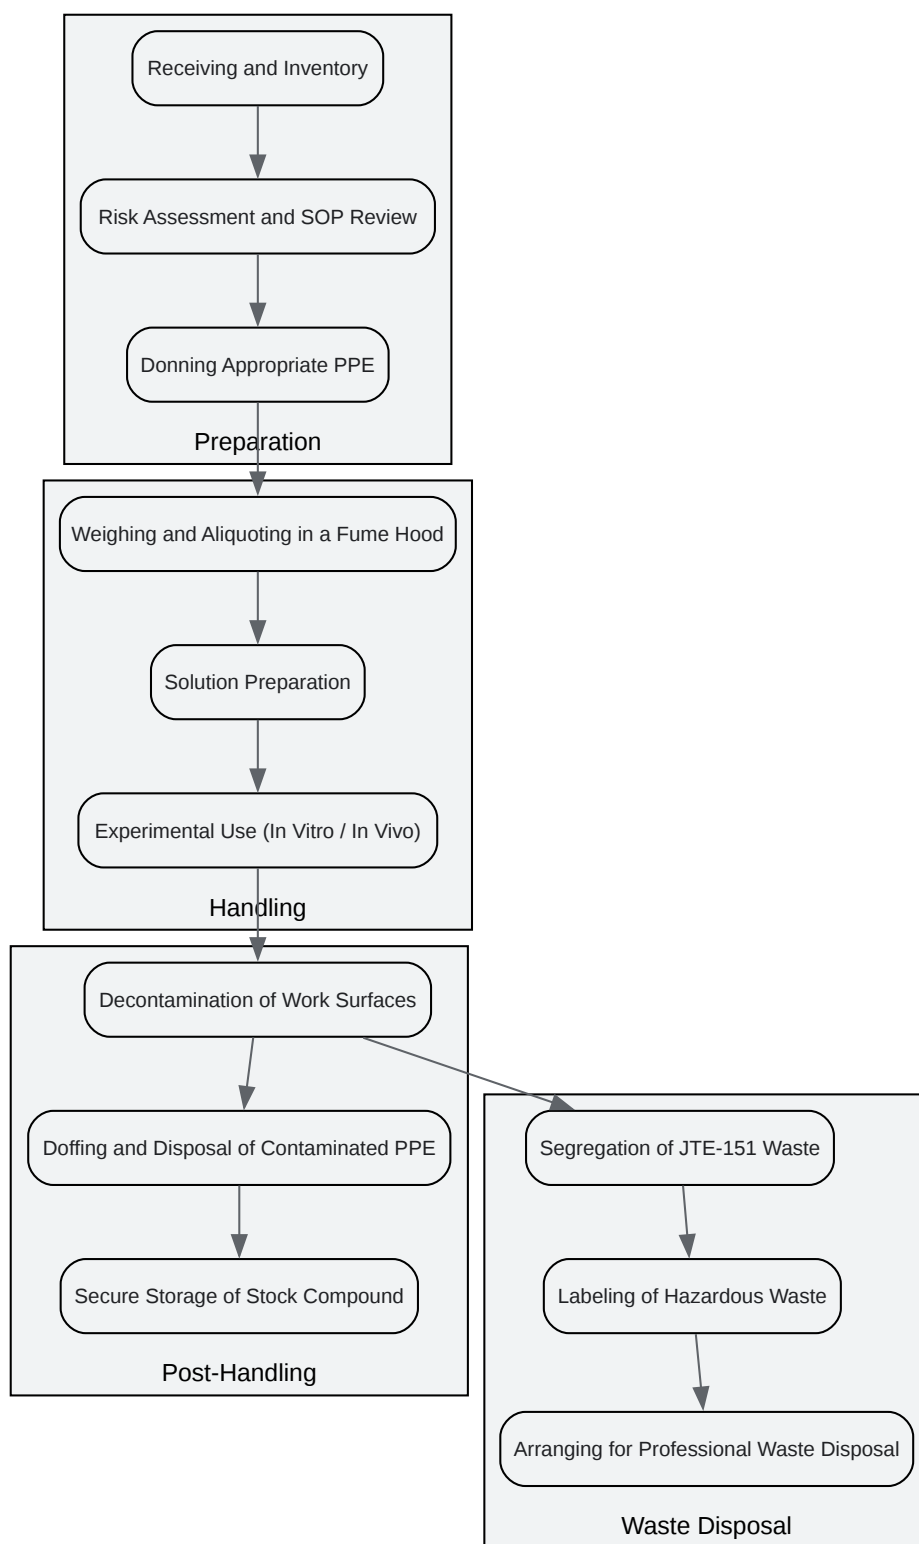 Receiving and Inventory
Risk Assessment and SOP Review
Donning Appropriate PPE
Preparation
Weighing and Aliquoting in a Fume Hood
Solution Preparation
Experimental Use (In Vitro / In Vivo)
Handling
Decontamination of Work Surfaces
Doffing and Disposal of Contaminated PPE
Secure Storage of Stock Compound
Post-Handling
Segregation of JTE-151 Waste
Labeling of Hazardous Waste
Arranging for Professional Waste Disposal
Waste Disposal